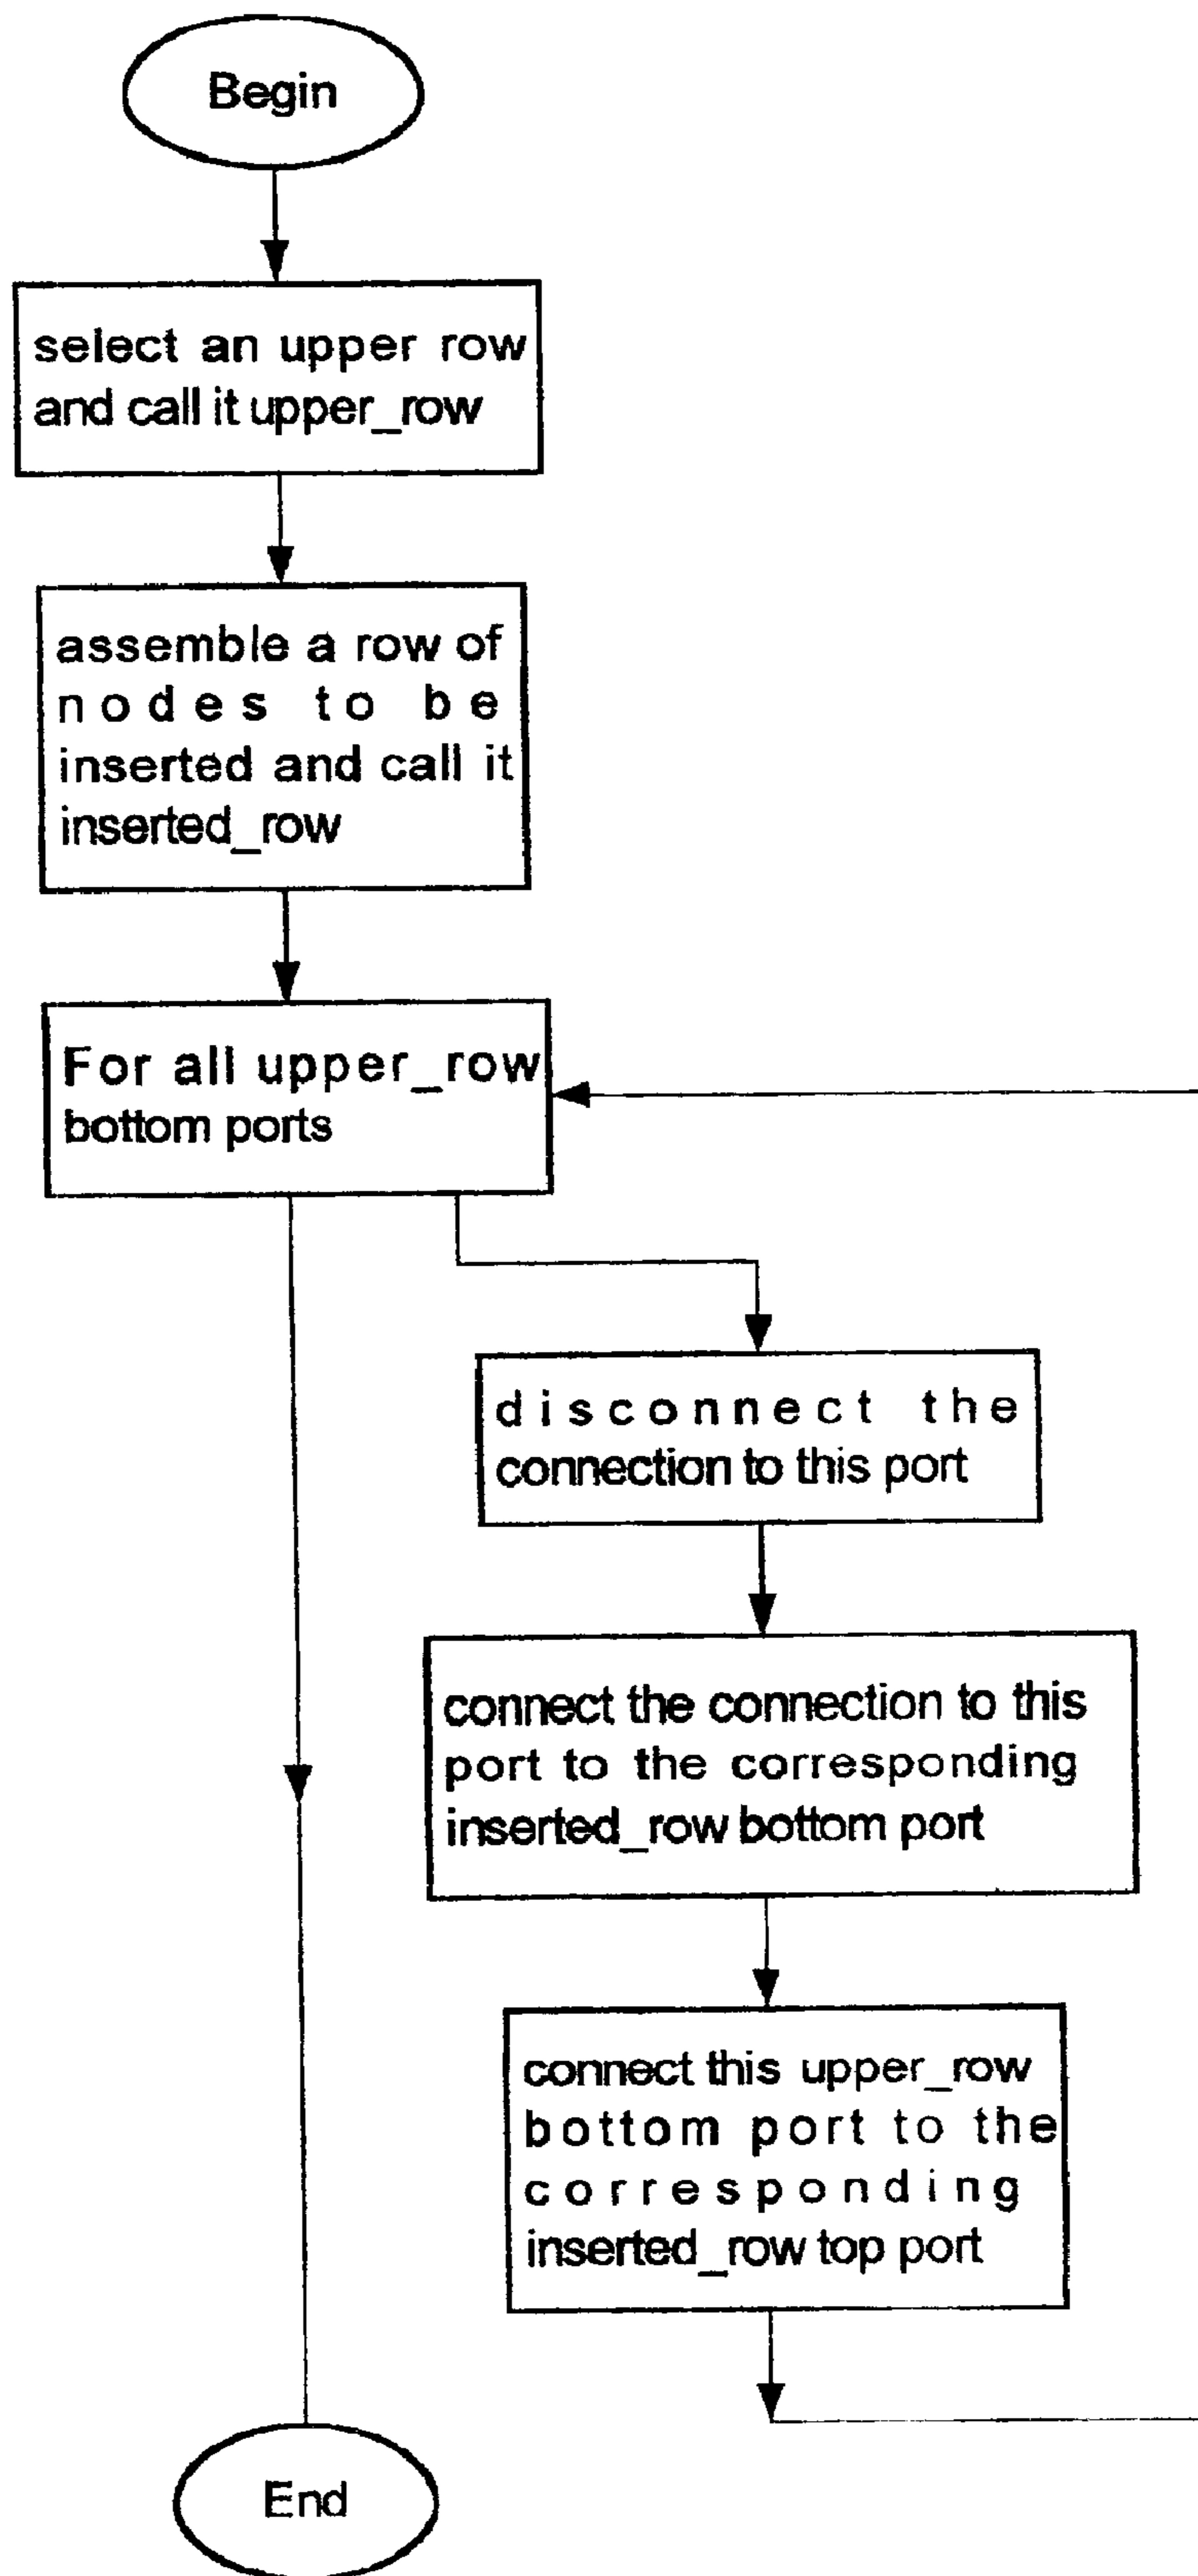 Begin
select an upper row
and call it upper_row
assemble a row of
nodes to be
inserted and call it
inserted_row
For all upper_row
bottom ports
disconnect the
connection to this port
connect the connection to this
port to the corresponding
inserted_row bottom port
connect this upper_row
bottom port to the
corresponding
inserted_row top port
End